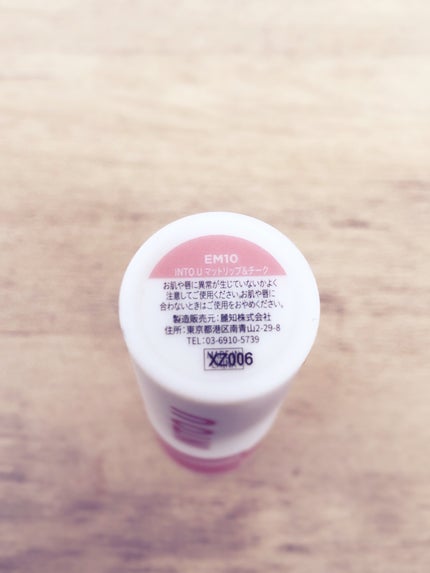 EM10
INTO U マットリップ&チーク
お肌や唇に異常が生じていないかよく
注意してご使用ください。お肌や唇に
合わないときはご使用をおやめください。
製造販売元:麗知株式会社
住所:東京都港区南青山2-29-8
TEL:03-6910-5739
XZ006
INTO U